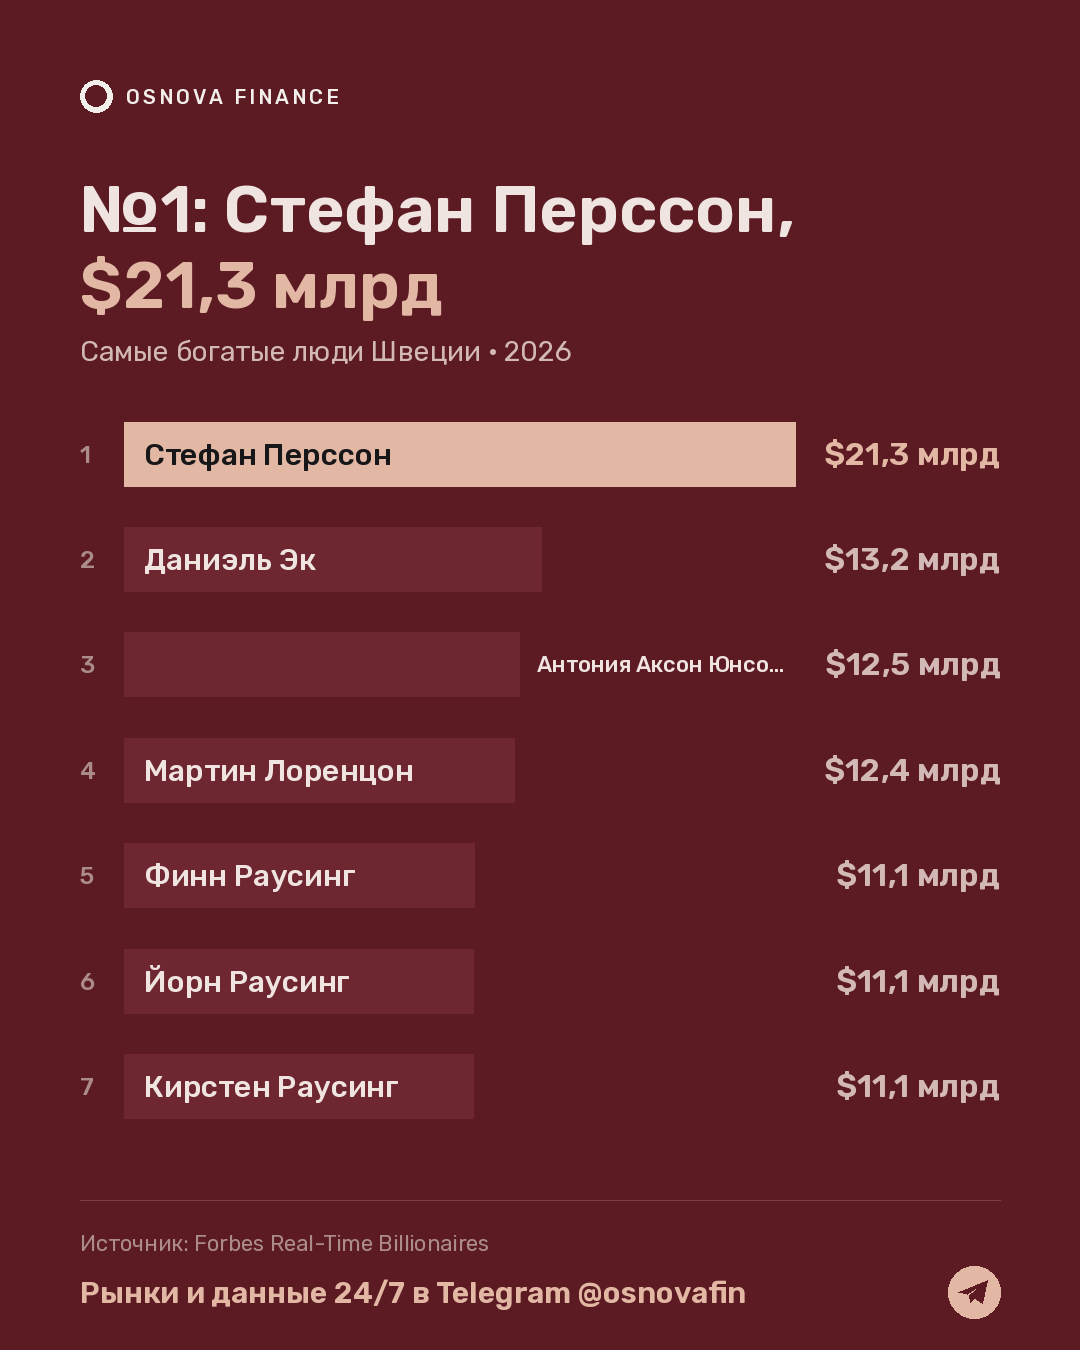 OSNOVA FINANCE
№1: Стефан Перссон,
$21,3 млрд
Самые богатые люди Швеции • 2026
1 Стефан Перссон $21,3 млрд
2 Даниэль Эк $13,2 млрд
3 Антония Аксон Юнсо... $12,5 млрд
4 Мартин Лоренцон $12,4 млрд
5 Финн Раусинг $11,1 млрд
6 Йорн Раусинг $11,1 млрд
7 Кирстен Раусинг $11,1 млрд
Источник: Forbes Real-Time Billionaires
Рынки и данные 24/7 в Telegram @osnovafin